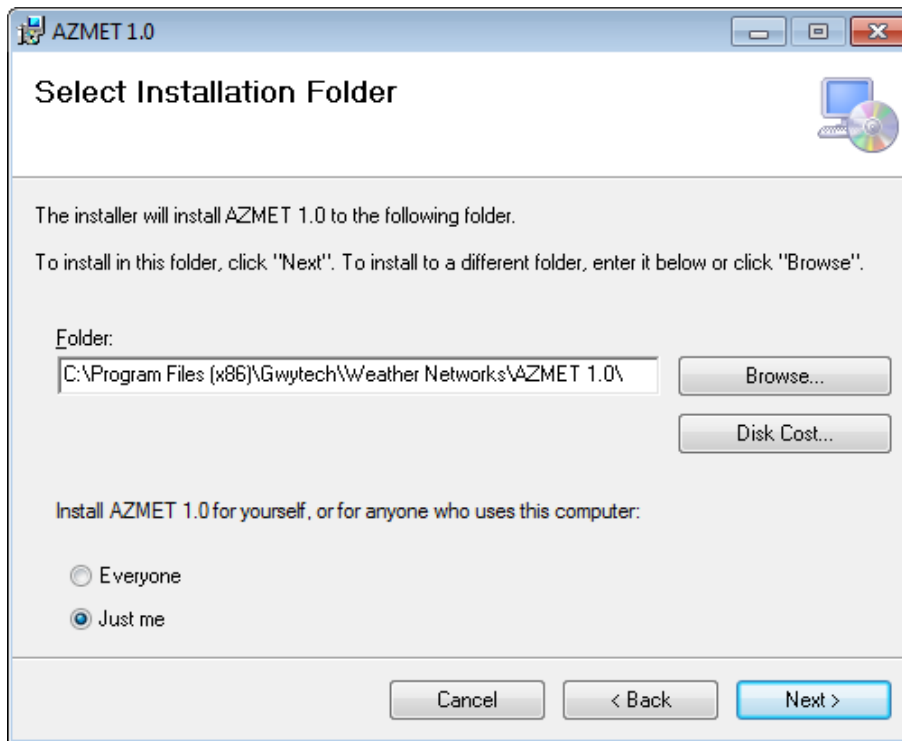 AZMET 1.0
Select Installation Folder
The installer will install AZMET 1.0 to the following folder.
To install in this folder, click "Next". To install to a different folder, enter it below or click "Browse".
Folder:
C:\Program Files (x86)\Gwytech\Weather Networks\AZMET 1.0\
Browse...
Disk Cost...
Install AZMET 1.0 for yourself, or for anyone who uses this computer:
Everyone
Just me
Cancel
< Back
Next >